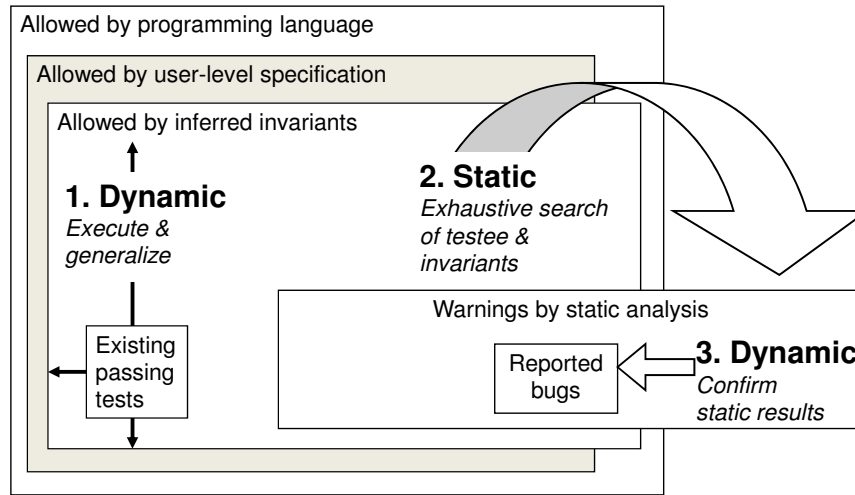 Allowed by programming language
Allowed by user-level specification
Allowed by inferred invariants
1. Dynamic
Execute &
generalize
2. Static
Exhaustive search
of testee &
invariants
Existing
passing
tests
Warnings by static analysis
Reported
bugs
3. Dynamic
Confirm
static results